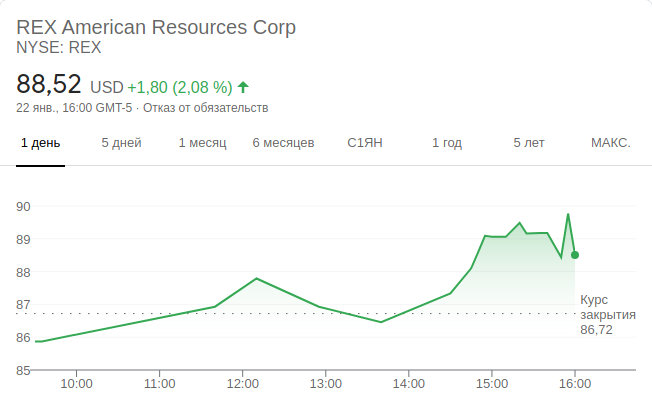 REX American Resources Corp
NYSE: REX
88,52 USD +1,80 (2,08 %)
22 янв., 16:00 GMT-5 · Отказ от обязательств
1 день 5 дней 1 месяц 6 месяцев С1ЯН 1 год 5 лет МАКС.
90
89
88
87
Курс
закрытия
86,72
86
85
10:00 11:00 12:00 13:00 14:00 15:00 16:00